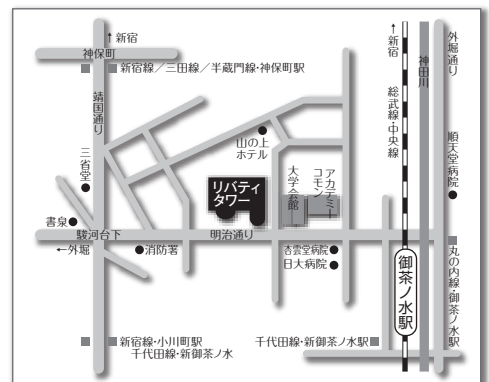 ↑新宿
神保町
新宿線／三田線／半蔵門線・神保町駅
靖国通り
三省堂
書泉
駿河台下
←外堀
消防署
明治通り
山の上
ホテル
リバティ
タワー
大学会館
アカデミー
コモン
杏雲堂病院
日大病院
新宿線・小川町駅
千代田線・新御茶ノ水
千代田線・新御茶ノ水駅
←新宿
総武線・中央線
御茶ノ水駅
神田川
外堀通り
順天堂病院
丸の内線・御茶ノ水駅